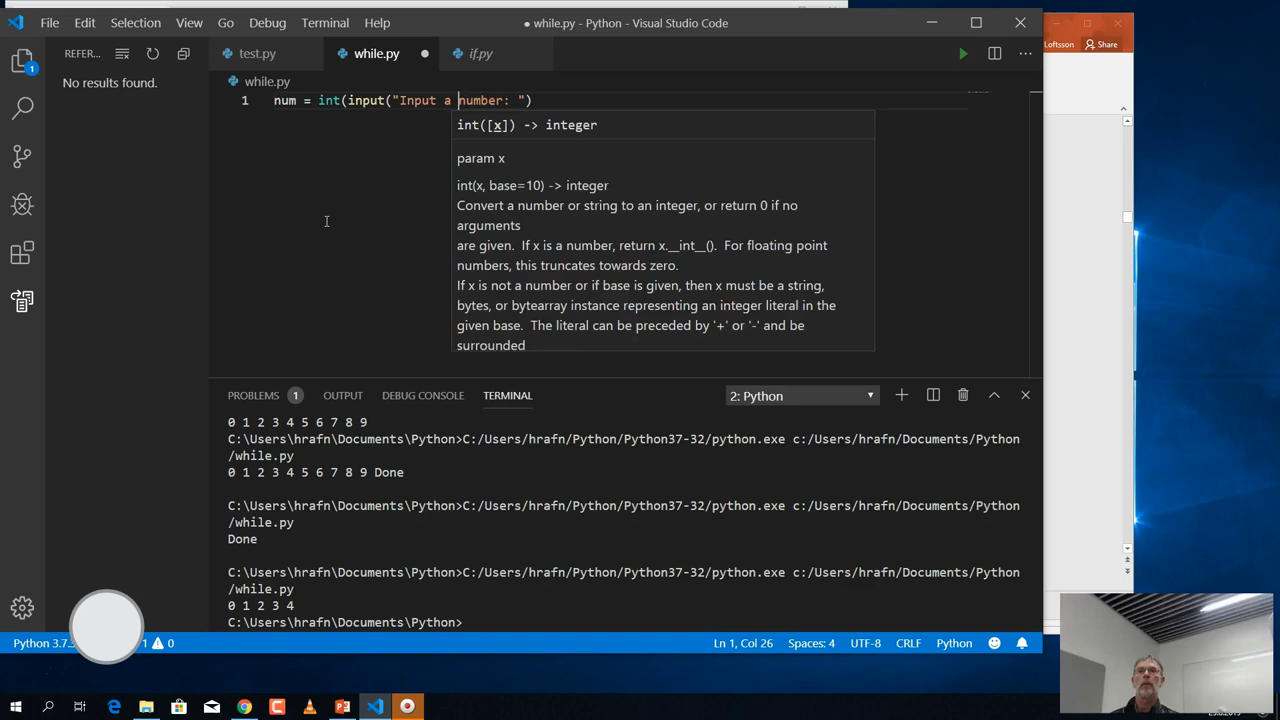 File Edit Selection View Go Debug Terminal Help
● while.py - Python - Visual Studio Code
Loftsson Share
REFER...
test.py while.py ● if.py
No results found.
while.py
1 num = int(input("Input a number: ")
int([x]) -> integer
param x
int(x, base=10) -> integer
Convert a number or string to an integer, or return 0 if no
arguments
are given. If x is a number, return x.__int__(). For floating point
numbers, this truncates towards zero.
If x is not a number or if base is given, then x must be a string,
bytes, or bytearray instance representing an integer literal in the
given base. The literal can be preceded by '+' or '-' and be
surrounded
1
PROBLEMS 1 OUTPUT DEBUG CONSOLE TERMINAL
2: Python
0 1 2 3 4 5 6 7 8 9
C:\Users\hrafn\Documents\Python>C:/Users/hrafn/Python/Python37-32/python.exe c:/Users/hrafn/Documents/Python
/while.py
0 1 2 3 4 5 6 7 8 9 Done
C:\Users\hrafn\Documents\Python>C:/Users/hrafn/Python/Python37-32/python.exe c:/Users/hrafn/Documents/Python
/while.py
Done
C:\Users\hrafn\Documents\Python>C:/Users/hrafn/Python/Python37-32/python.exe c:/Users/hrafn/Documents/Python
/while.py
0 1 2 3 4
C:\Users\hrafn\Documents\Python>
Python 3.7. 1 0
Ln 1, Col 26 Spaces: 4 UTF-8 CRLF Python